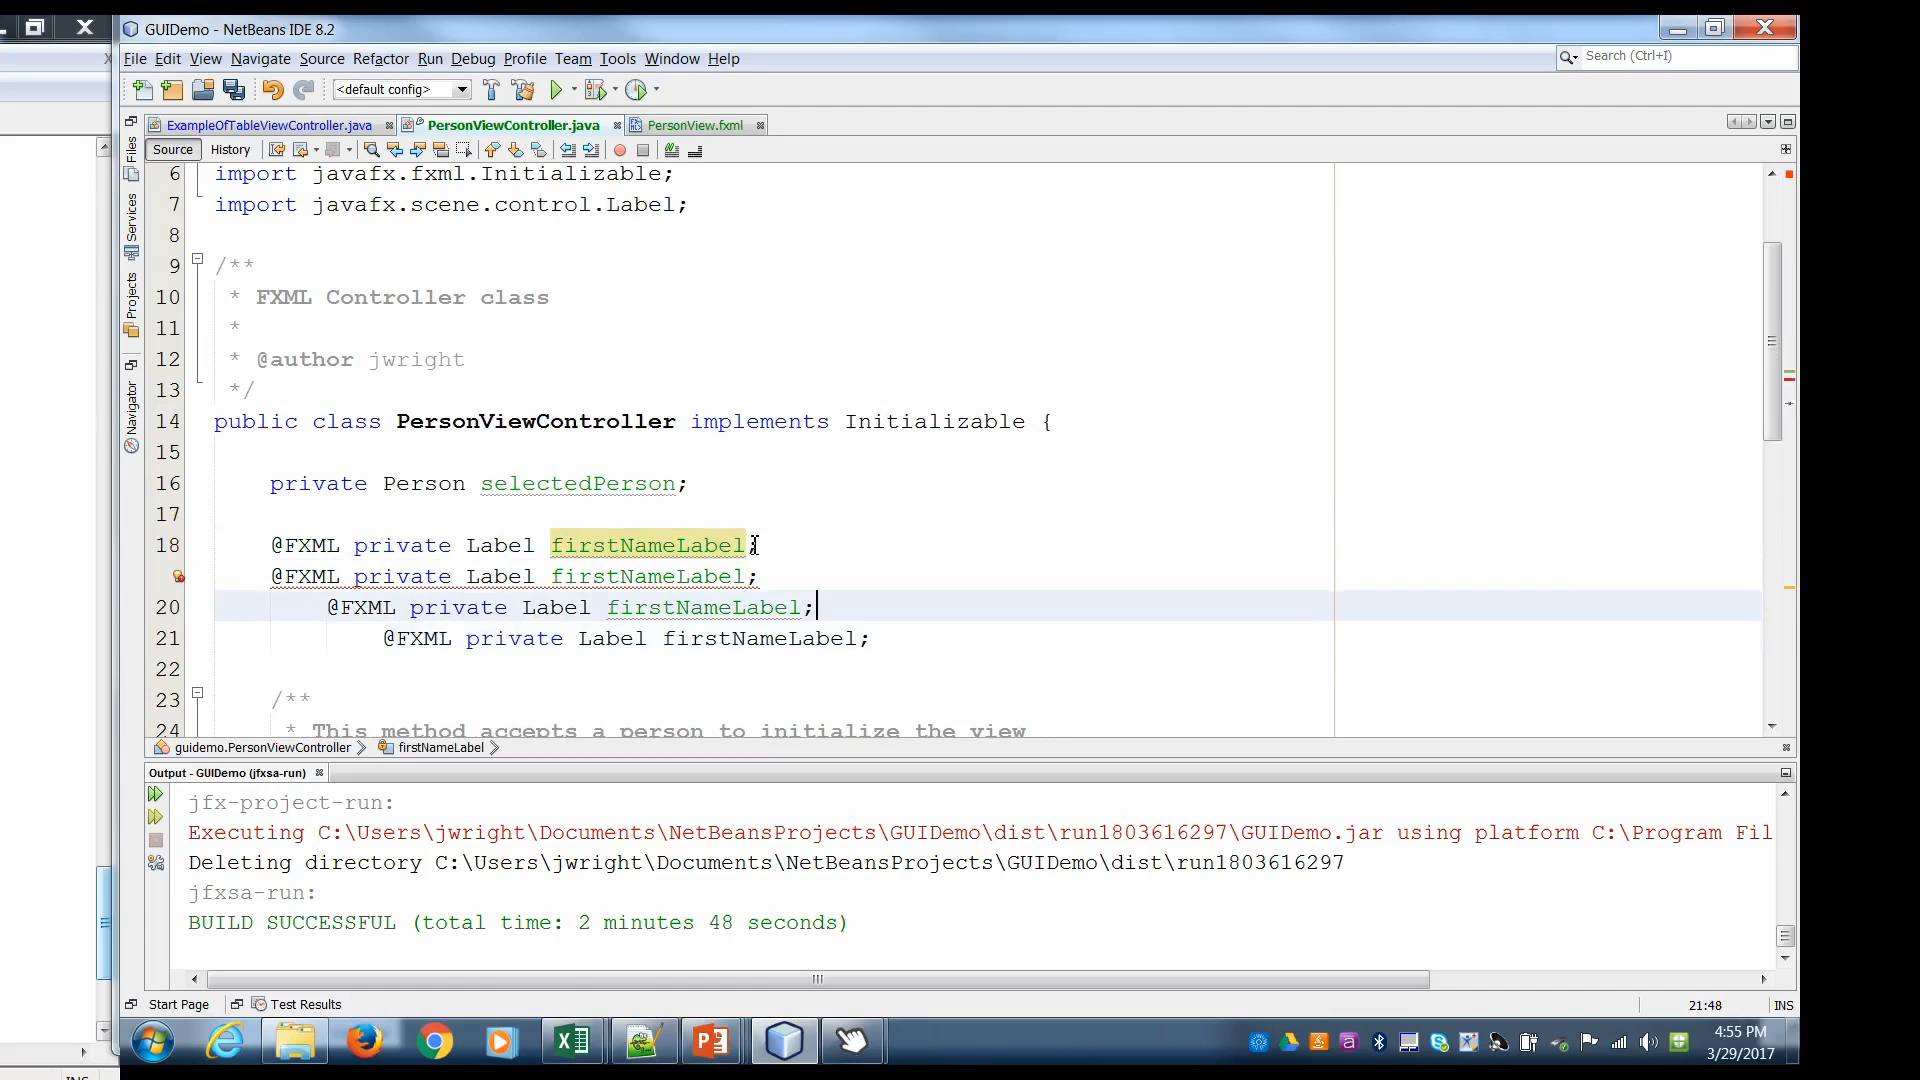 GUIDemo - NetBeans IDE 8.2
File Edit View Navigate Source Refactor Run Debug Profile Team Tools Window Help
Search (Ctrl+I)
<default config>
ExampleOfTableViewController.java
PersonViewController.java
PersonView.fxml
Source History
Files
Services
Projects
Navigator
6 import javafx.fxml.Initializable;
7 import javafx.scene.control.Label;
8
9 /**
10 * FXML Controller class
11 *
12 * @author jwright
13 */
14 public class PersonViewController implements Initializable {
15
16 private Person selectedPerson;
17
18 @FXML private Label firstNameLabel;
@FXML private Label firstNameLabel;
20 @FXML private Label firstNameLabel;
21 @FXML private Label firstNameLabel;
22
23 /**
24 * This method accepts a person to initialize the view
guidemo.PersonViewController firstNameLabel
Output - GUIDemo (jfxsa-run)
jfx-project-run:
Executing C:\Users\jwright\Documents\NetBeansProjects\GUIDemo\dist\run1803616297\GUIDemo.jar using platform C:\Program Fil
Deleting directory C:\Users\jwright\Documents\NetBeansProjects\GUIDemo\dist\run1803616297
jfxsa-run:
BUILD SUCCESSFUL (total time: 2 minutes 48 seconds)
Start Page Test Results
21:48 INS
4:55 PM
3/29/2017